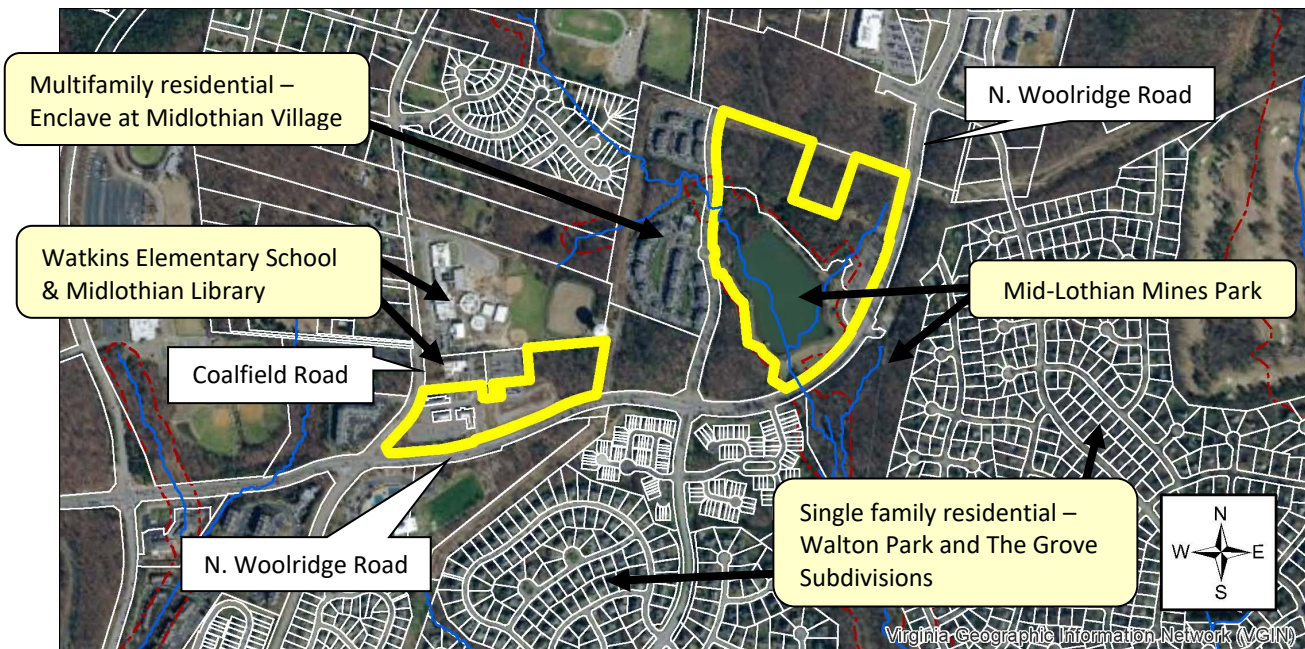 Multifamily residential –
Enclave at Midlothian Village
N. Woolridge Road
Watkins Elementary School
& Midlothian Library
Mid-Lothian Mines Park
Coalfield Road
N. Woolridge Road
Single family residential –
Walton Park and The Grove
Subdivisions
N
W E
S
Virginia Geographic Information Network (VGIN)